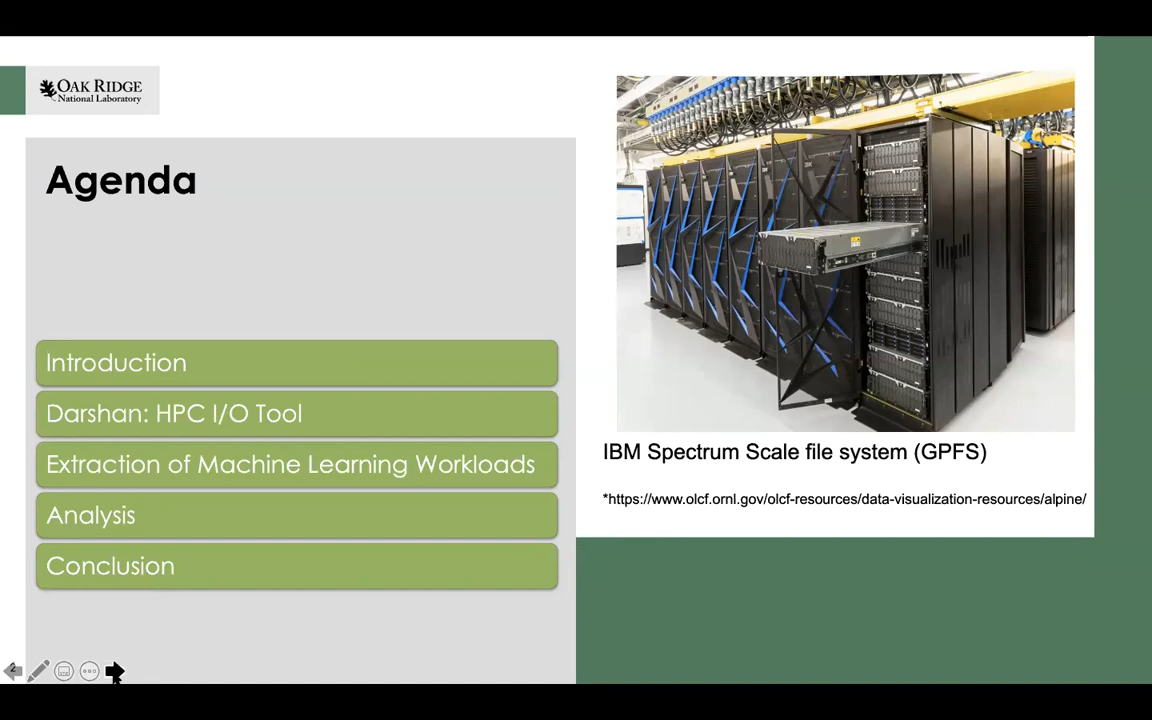 OAK RIDGE
National Laboratory
Agenda
Introduction
Darshan: HPC I/O Tool
Extraction of Machine Learning Workloads
Analysis
Conclusion
IBM Spectrum Scale file system (GPFS)
*https://www.olcf.ornl.gov/olcf-resources/data-visualization-resources/alpine/
2